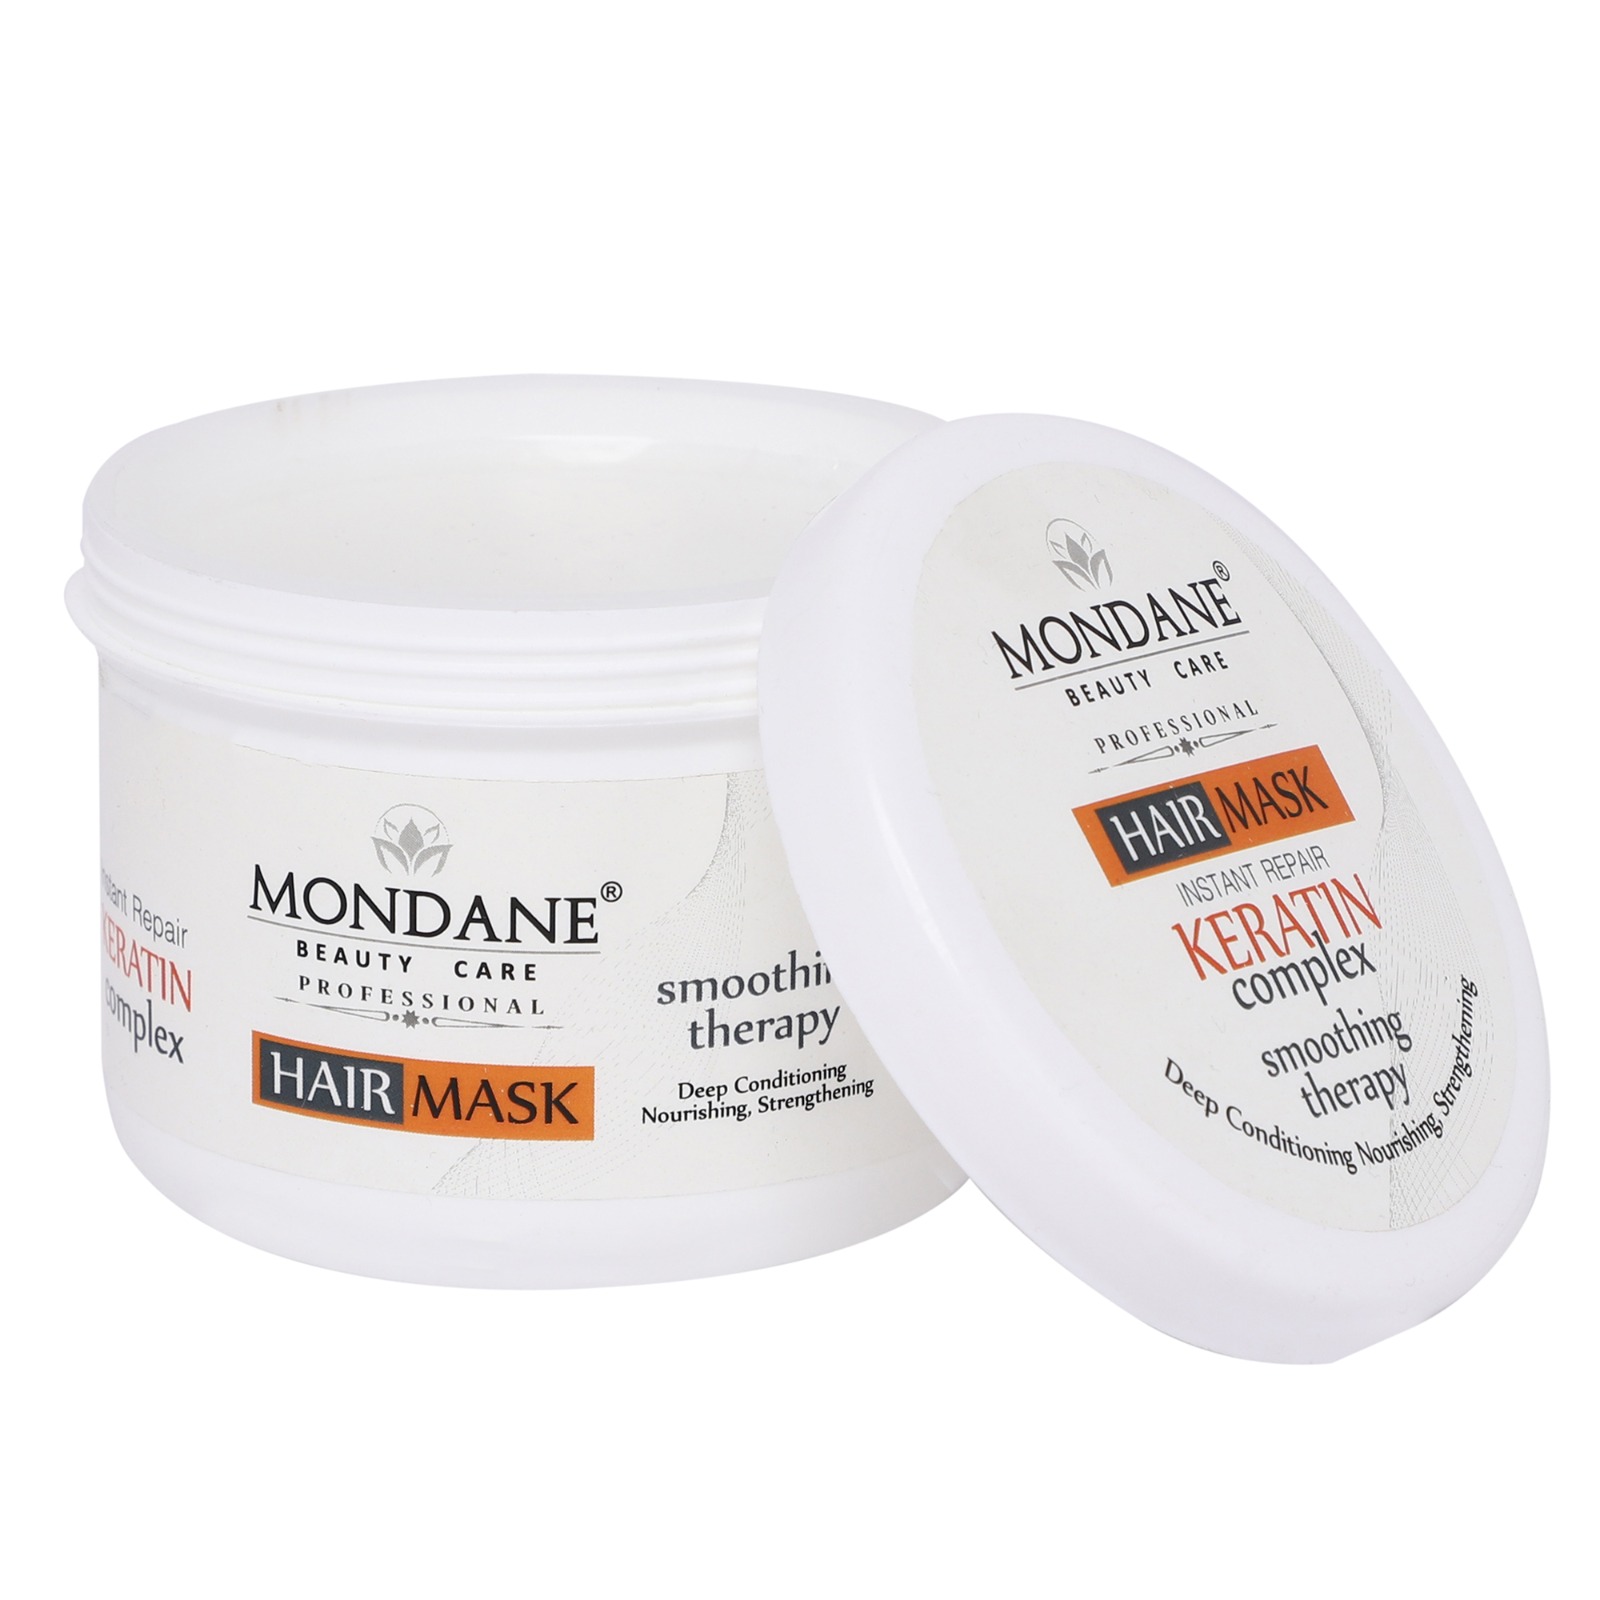 MONDANE®
BEAUTY CARE
PROFESSIONAL
HAIR MASK
Repair
KERATIN
complex
therapy
Deep Conditioning
Nourishing, Strengthening
MONDANE®
BEAUTY CARE
PROFESSIONAL
HAIR MASK
INSTANT REPAIR
KERATIN
complex
smoothing
therapy
Deep Conditioning Nourishing, Strengthening